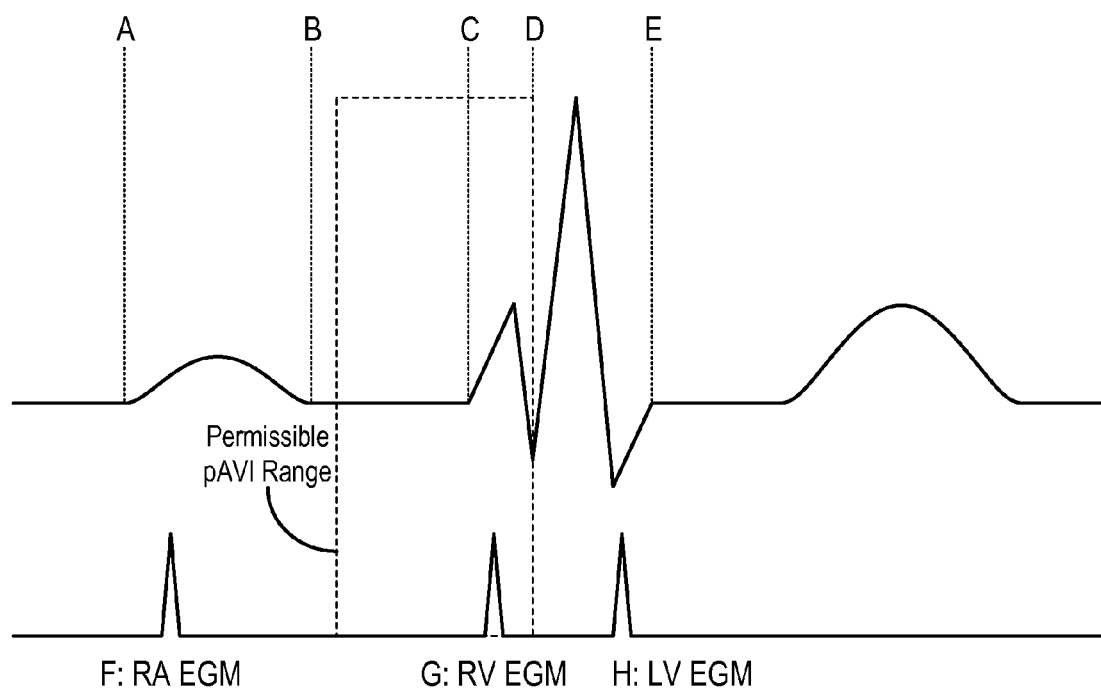 A B C D E
Permissible
pAVI Range
F: RA EGM G: RV EGM H: LV EGM